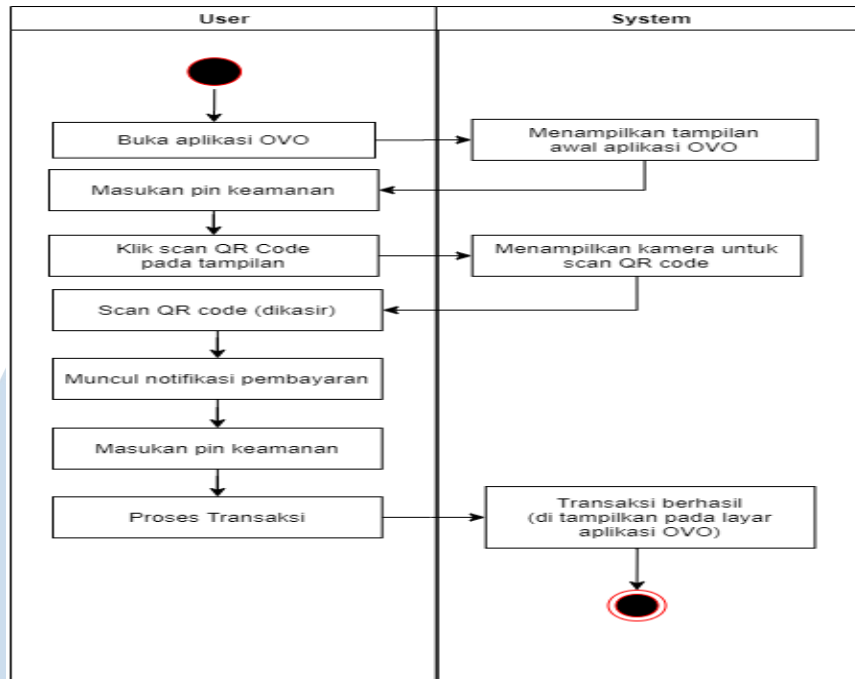 User
System
Buka aplikasi OVO
Menampilkan tampilan
awal aplikasi OVO
Masukan pin keamanan
Klik scan QR Code
pada tampilan
Menampilkan kamera untuk
scan QR code
Scan QR code (dikasir)
Muncul notifikasi pembayaran
Masukan pin keamanan
Proses Transaksi
Transaksi berhasil
(di tampilkan pada layar
aplikasi OVO)